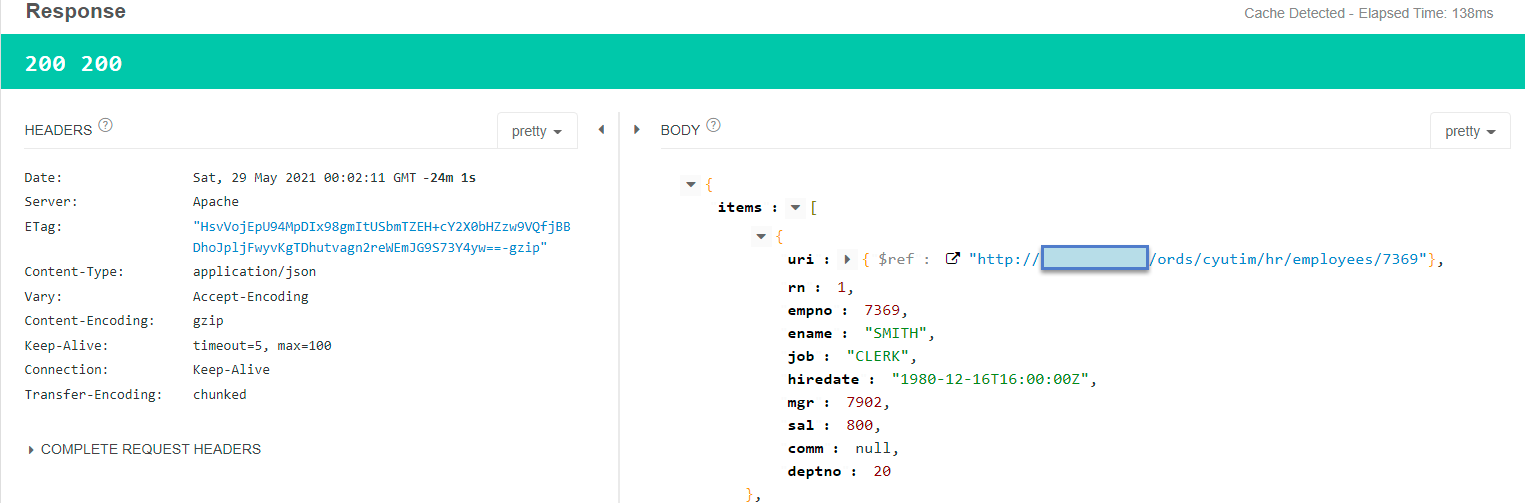 Response
Cache Detected - Elapsed Time: 138ms
200 200
HEADERS ?
pretty
Date: Sat, 29 May 2021 00:02:11 GMT -24m 1s
Server: Apache
ETag: "HsvVojEpU94MpDIx98gmItUSbmTZEH+cY2X0bHZzw9VQfjBB
DhoJpljFwyvKgTDhutvagn2reWEmJG9S73Y4yw==-gzip"
Content-Type: application/json
Vary: Accept-Encoding
Content-Encoding: gzip
Keep-Alive: timeout=5, max=100
Connection: Keep-Alive
Transfer-Encoding: chunked
COMPLETE REQUEST HEADERS
BODY ?
pretty
{
items : [
{
uri : { $ref : "http:// /ords/cyutim/hr/employees/7369"},
rn : 1,
empno : 7369,
ename : "SMITH",
job : "CLERK",
hiredate : "1980-12-16T16:00:00Z",
mgr : 7902,
sal : 800,
comm : null,
deptno : 20
},